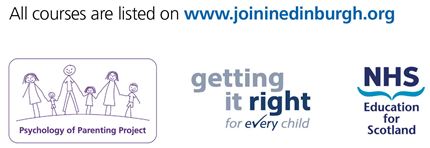 All courses are listed on www.joininedinburgh.org
Psychology of Parenting Project
getting
it right
for every child
NHS
Education
for
Scotland